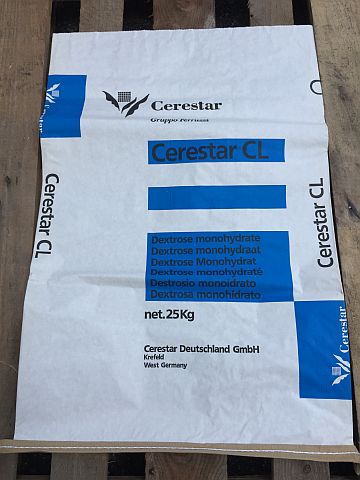 Cerestar
Gruppo Ferruzzi
Cerestar CL
Cerestar CL
Cerestar CL
Dextrose monohydrate
Dextrose monohydraat
Dextrose Monohydrat
Dextrose monohydraté
Destrosio monoidrato
Dextrosa monohidrato
net.25Kg
Cerestar Deutschland GmbH
Krefeld
West Germany
Cerestar